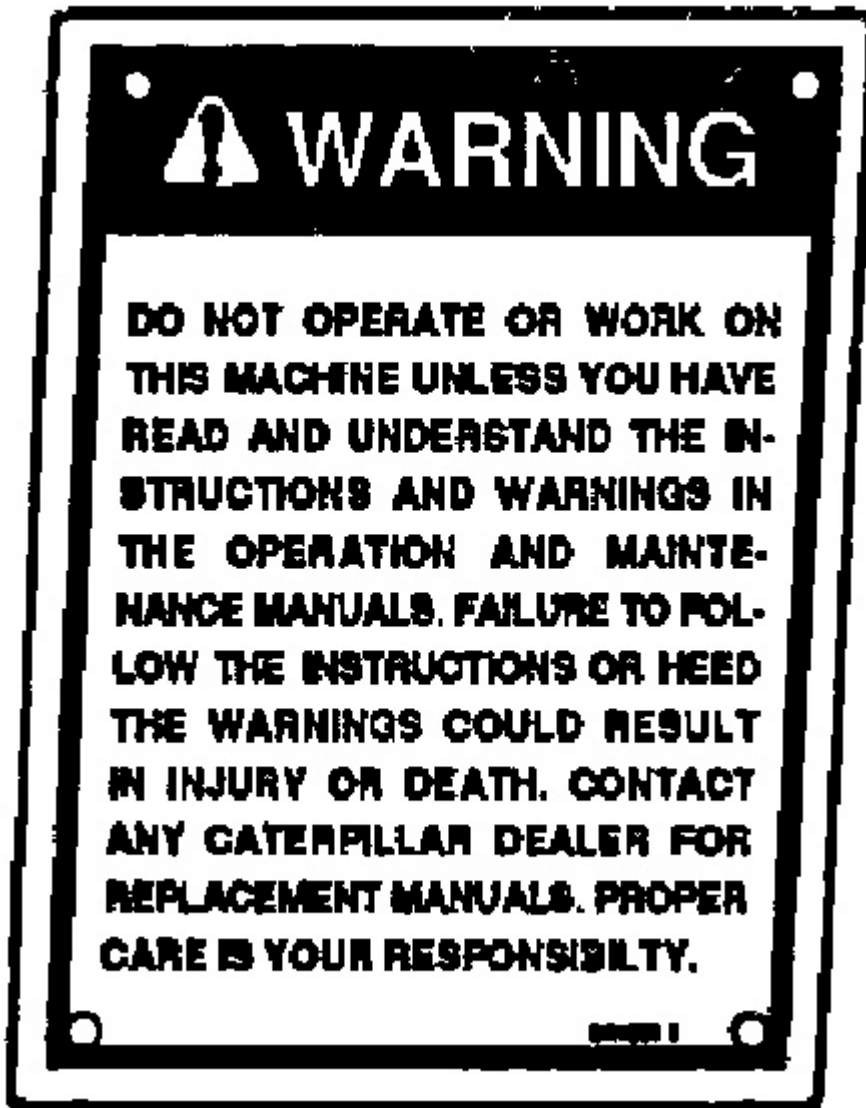 WARNING
DO NOT OPERATE OR WORK ON
THIS MACHINE UNLESS YOU HAVE
READ AND UNDERSTAND THE IN-
STRUCTIONS AND WARNINGS IN
THE OPERATION AND MAINTE-
NANCE MANUALS. FAILURE TO FOL-
LOW THE INSTRUCTIONS OR HEED
THE WARNINGS COULD RESULT
IN INJURY OR DEATH. CONTACT
ANY CATERPILLAR DEALER FOR
REPLACEMENT MANUALS. PROPER
CARE IS YOUR RESPONSIBILTY.